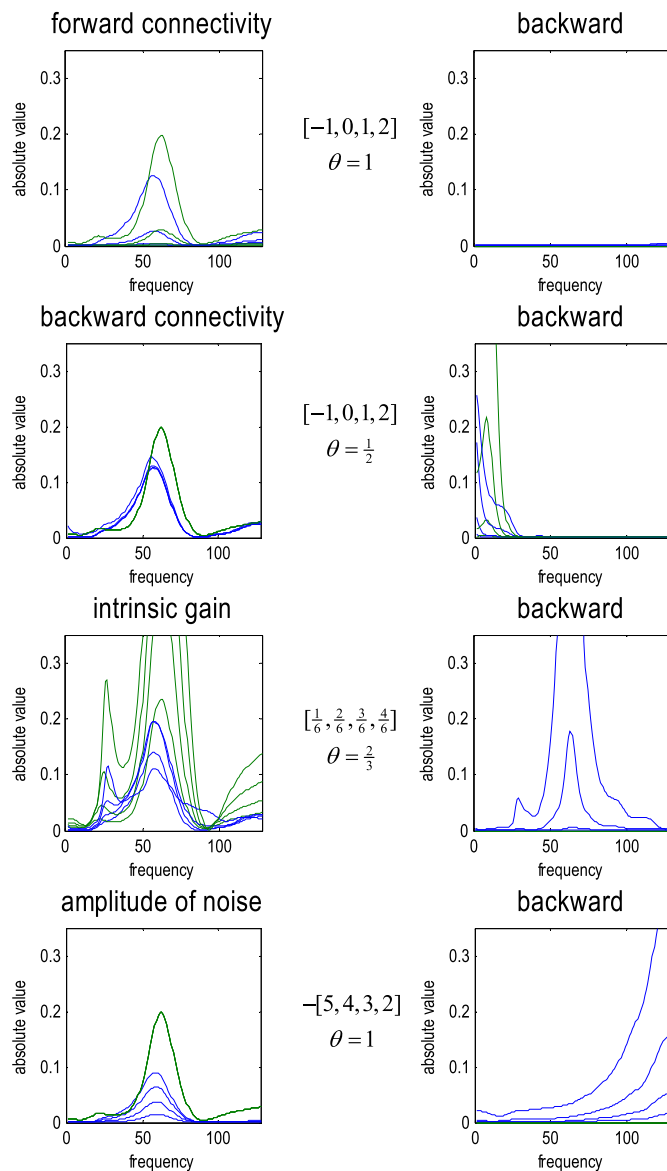 forward connectivity
backward
absolute value
0.3
0.2
0.1
0
0
50
100
frequency
[−1,0,1,2]
θ = 1
absolute value
0.3
0.2
0.1
0
0
50
100
frequency
backward connectivity
backward
absolute value
0.3
0.2
0.1
0
0
50
100
frequency
[−1,0,1,2]
θ = 1/2
absolute value
0.3
0.2
0.1
0
0
50
100
frequency
intrinsic gain
backward
absolute value
0.3
0.2
0.1
0
0
50
100
frequency
[1/6, 2/6, 3/6, 4/6]
θ = 2/3
absolute value
0.3
0.2
0.1
0
0
50
100
frequency
amplitude of noise
backward
absolute value
0.3
0.2
0.1
0
0
50
100
frequency
−[5,4,3,2]
θ = 1
absolute value
0.3
0.2
0.1
0
0
50
100
frequency